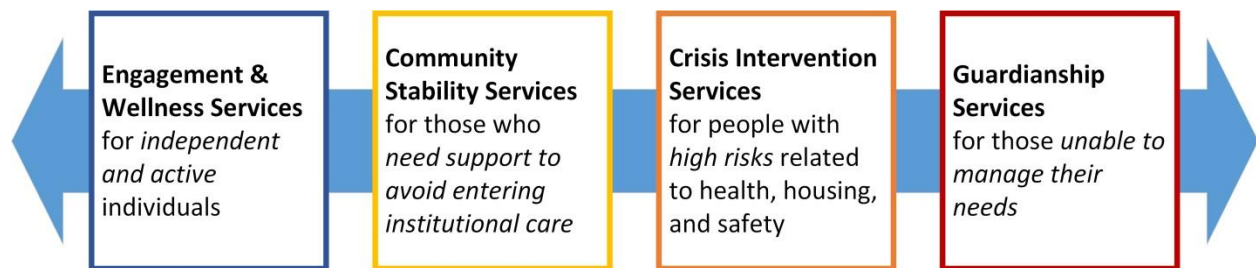 Engagement &
Wellness Services
for independent
and active
individuals
Community
Stability Services
for those who
need support to
avoid entering
institutional care
Crisis Intervention
Services
for people with
high risks related
to health, housing,
and safety
Guardianship
Services
for those unable to
manage their
needs